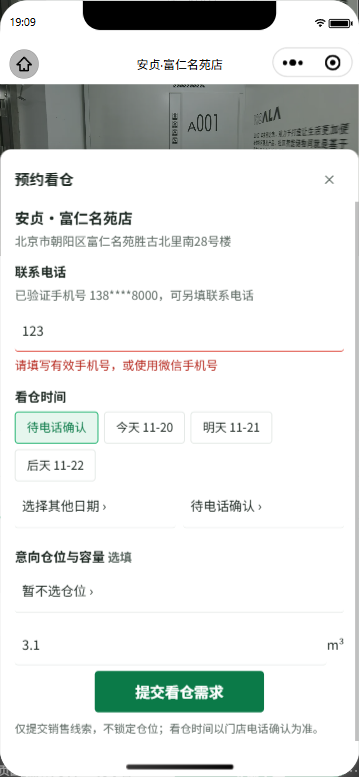 19:09
安贞·富仁名苑店
A001
ALA
预约看仓
安贞·富仁名苑店
北京市朝阳区富仁名苑胜古北里南28号楼
联系电话
已验证手机号 138****8000，可另填联系电话
123
请填写有效手机号，或使用微信手机号
看仓时间
待电话确认 今天 11-20 明天 11-21
后天 11-22
选择其他日期 › 待电话确认 ›
意向仓位与容量 选填
暂不选仓位 ›
3.1 m³
提交看仓需求
仅提交销售线索，不锁定仓位；看仓时间以门店电话确认为准。